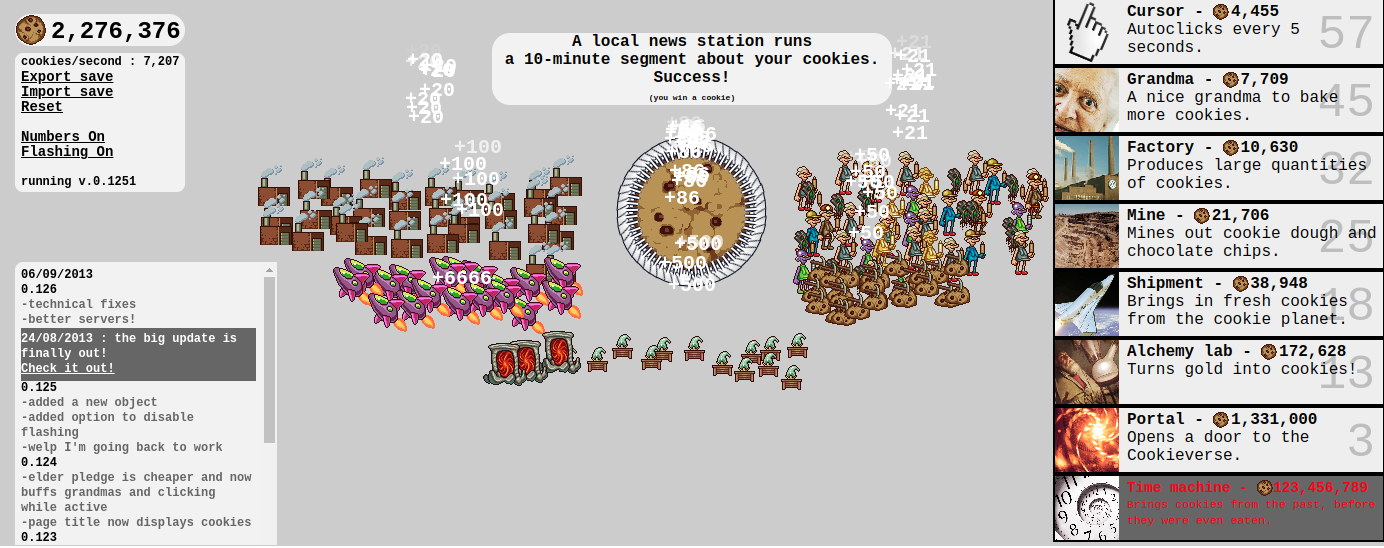 2,276,376
cookies/second : 7,207
Export save
Import save
Reset
Numbers On
Flashing On
running v.0.1251
06/09/2013
0.126
-technical fixes
-better servers!
24/08/2013 : the big update is
finally out!
Check it out!
0.125
-added a new object
-added option to disable
flashing
-welp I'm going back to work
0.124
-elder pledge is cheaper and now
buffs grandmas and clicking
while active
-page title now displays cookies
0.123
A local news station runs
a 10-minute segment about your cookies.
Success!
(you win a cookie)
+20
+20
+20
+20
+20
+100
+100
+100
+100
+100
+6666
+86
+86
+86
+500
+500
+500
+21
+21
+21
+21
+21
+21
+50
+50
+50
+50
+50
Cursor - 4,455
Autoclicks every 5
seconds.
57
Grandma - 7,709
A nice grandma to bake
more cookies.
45
Factory - 10,630
Produces large quantities
of cookies.
32
Mine - 21,706
Mines out cookie dough and
chocolate chips.
25
Shipment - 38,948
Brings in fresh cookies
from the cookie planet.
18
Alchemy lab - 172,628
Turns gold into cookies!
13
Portal - 1,331,000
Opens a door to the
Cookieverse.
3
Time machine - 123,456,789
Brings cookies from the past, before
they were even eaten.